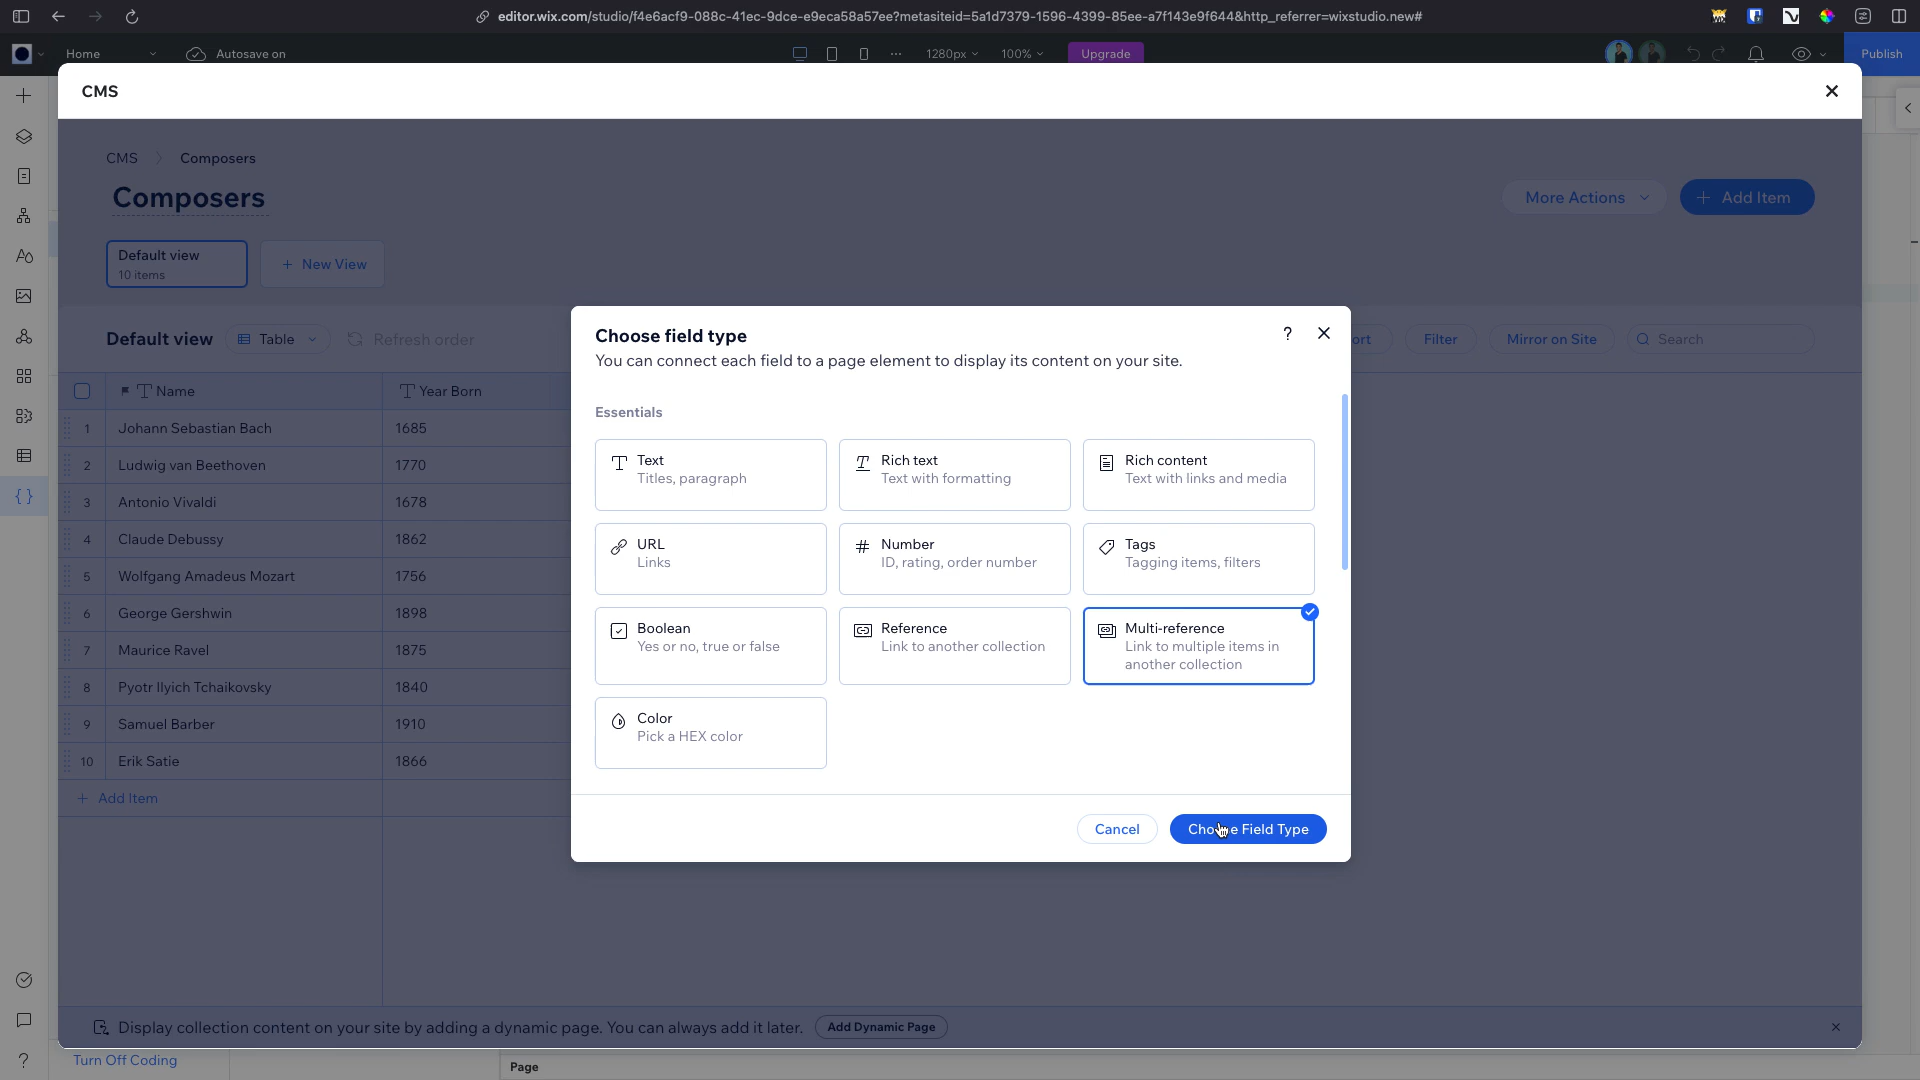 editor.wix.com/studio/f4e6acf9-088c-41ec-9dce-e9eca58a57ee?metasiteid=5a1d7379-1596-4399-85ee-a7f143e9f644&http_referrer=wixstudio.new#
Home
Autosave on
1280px
100%
Upgrade
Publish
CMS
CMS
Composers
Composers
More Actions
+ Add Item
Default view
10 items
+ New View
Default view
Table
Refresh order
Filter
Mirror on Site
Search
Name
Year Born
1 Johann Sebastian Bach 1685
2 Ludwig van Beethoven 1770
3 Antonio Vivaldi 1678
4 Claude Debussy 1862
5 Wolfgang Amadeus Mozart 1756
6 George Gershwin 1898
7 Maurice Ravel 1875
8 Pyotr Ilyich Tchaikovsky 1840
9 Samuel Barber 1910
10 Erik Satie 1866
+ Add Item
Choose field type
You can connect each field to a page element to display its content on your site.
Essentials
Text
Titles, paragraph
Rich text
Text with formatting
Rich content
Text with links and media
URL
Links
Number
ID, rating, order number
Tags
Tagging items, filters
Boolean
Yes or no, true or false
Reference
Link to another collection
Multi-reference
Link to multiple items in
another collection
Color
Pick a HEX color
Cancel
Choose Field Type
Display collection content on your site by adding a dynamic page. You can always add it later.
Add Dynamic Page
Turn Off Coding
Page